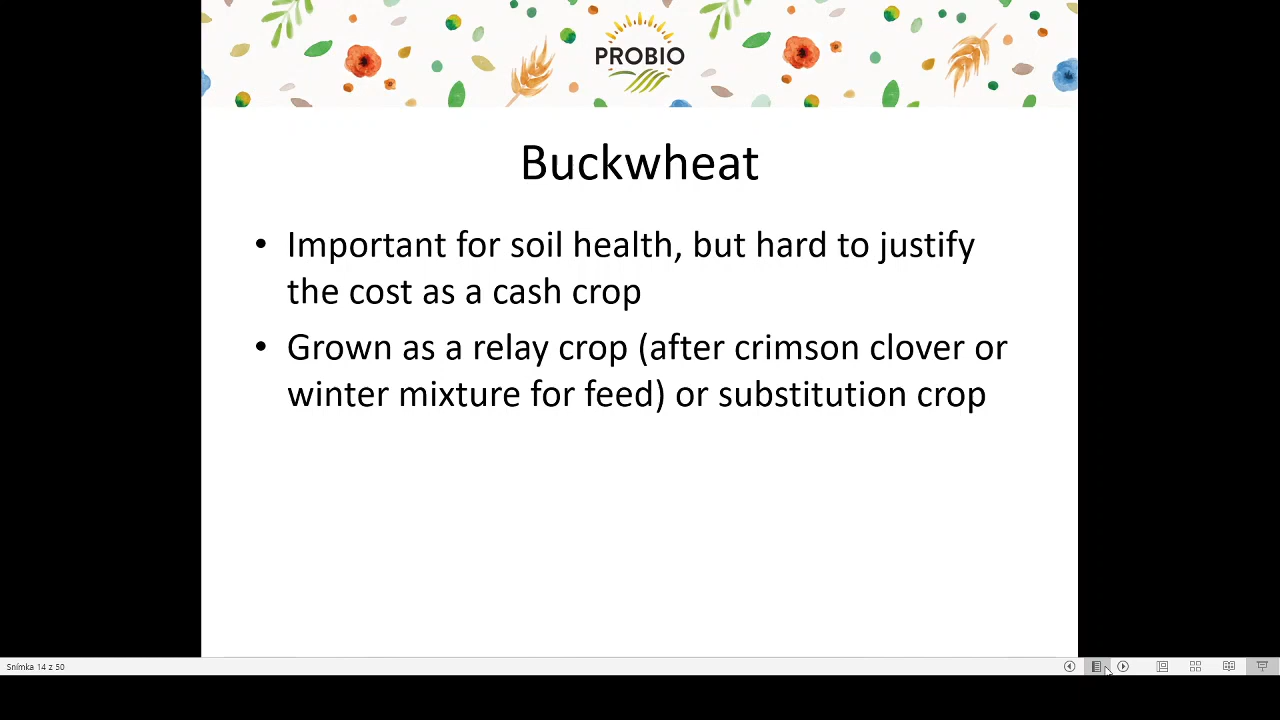 PROBIO
Buckwheat
• Important for soil health, but hard to justify
the cost as a cash crop
• Grown as a relay crop (after crimson clover or
winter mixture for feed) or substitution crop
Snímka 14 z 50